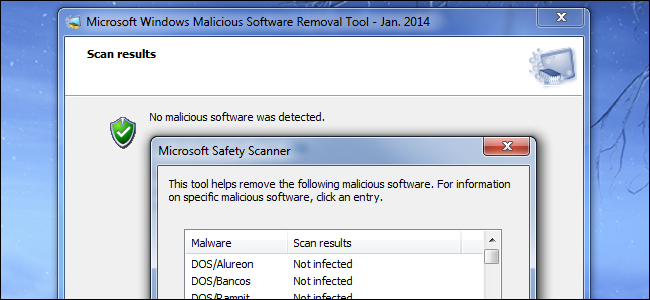 Microsoft Windows Malicious Software Removal Tool - Jan. 2014
Scan results
No malicious software was detected.
Microsoft Safety Scanner
This tool helps remove the following malicious software. For information
on specific malicious software, click an entry.
Malware Scan results
DOS/Alureon Not infected
DOS/Bancos Not infected
DOS/Ramnit Not infected